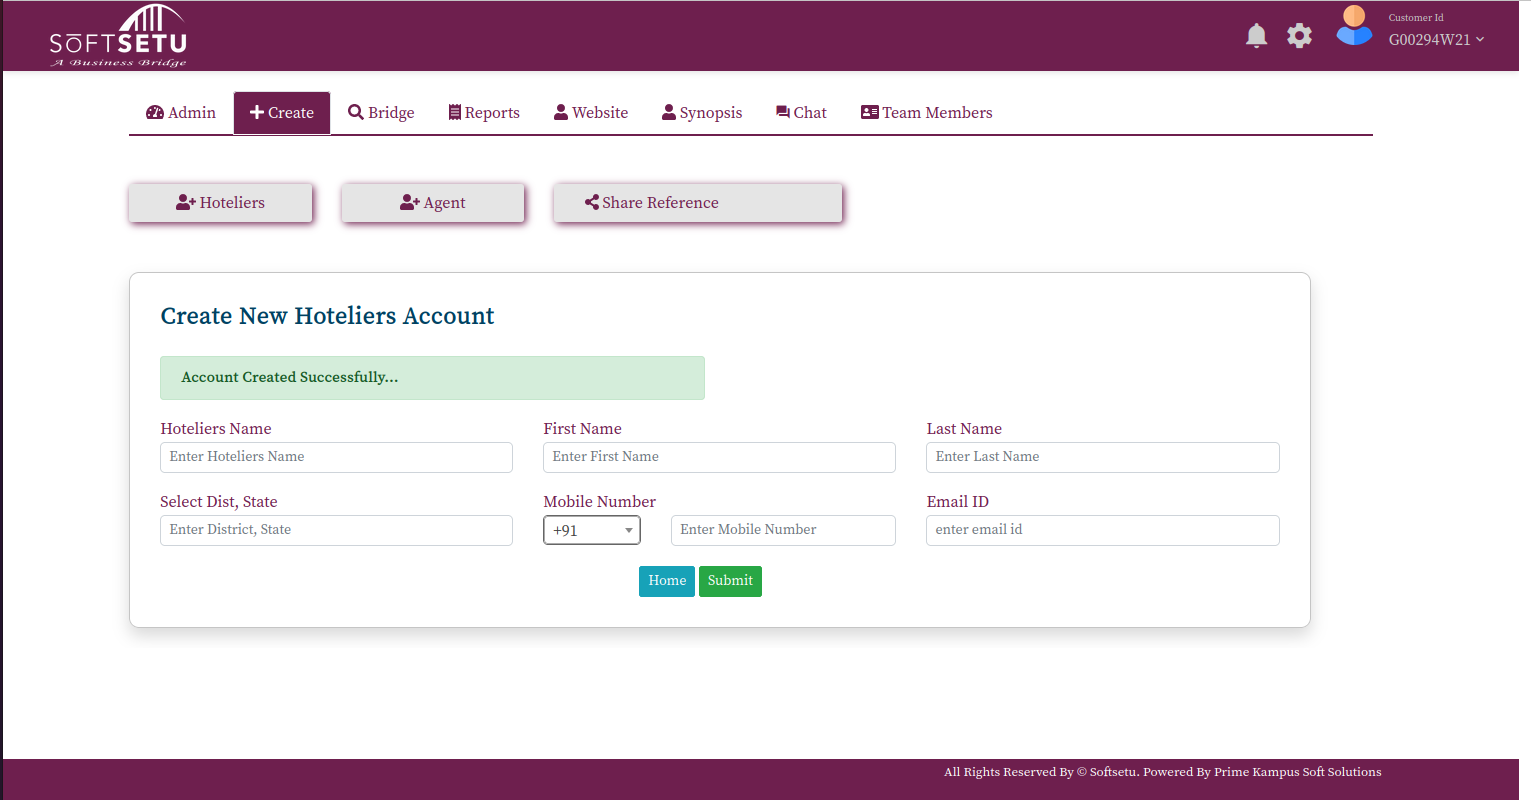 SōFTSETU
A Business Bridge
Customer Id
G00294W21
Admin
Create
Bridge
Reports
Website
Synopsis
Chat
Team Members
Hoteliers
Agent
Share Reference
Create New Hoteliers Account
Account Created Successfully...
Hoteliers Name
First Name
Last Name
Enter Hoteliers Name
Enter First Name
Enter Last Name
Select Dist, State
Mobile Number
Email ID
Enter District, State
+91
Enter Mobile Number
enter email id
Home
Submit
All Rights Reserved By © Softsetu. Powered By Prime Kampus Soft Solutions